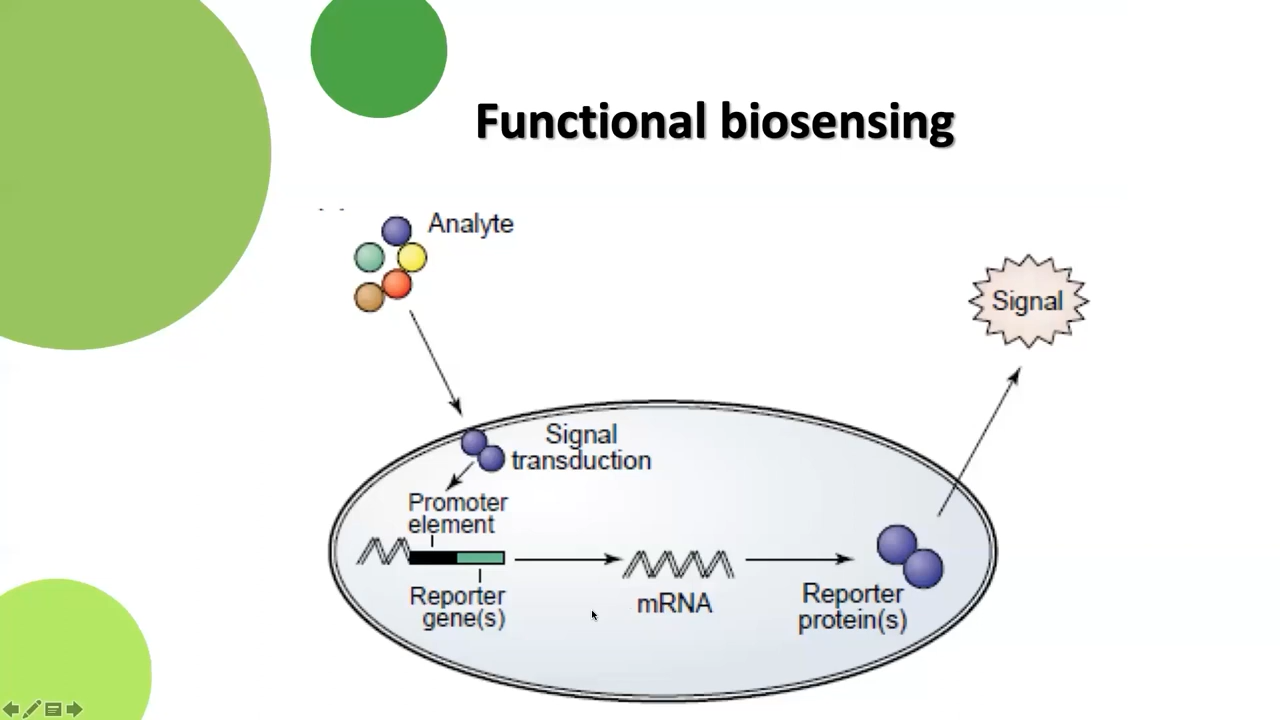 Functional biosensing
Analyte
Signal
Signal
transduction
Promoter
element
Reporter
gene(s)
mRNA
Reporter
protein(s)